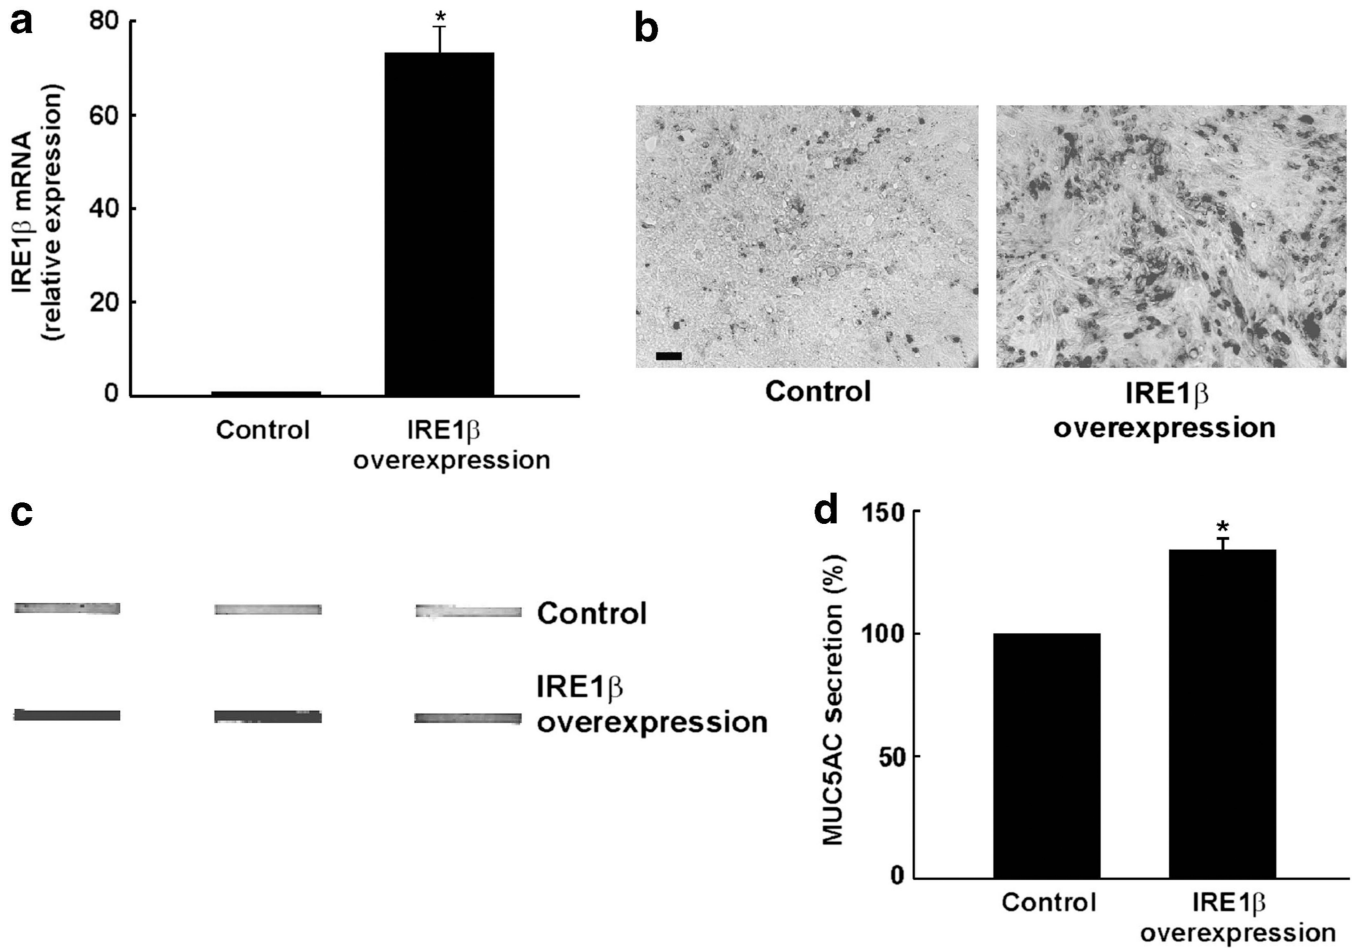 a
80
60
40
20
0
IRE1β mRNA
(relative expression)
*
Control
IRE1β
overexpression
b
Control
IRE1β
overexpression
c
Control
IRE1β
overexpression
d
150
100
50
0
MUC5AC secretion (%)
*
Control
IRE1β
overexpression